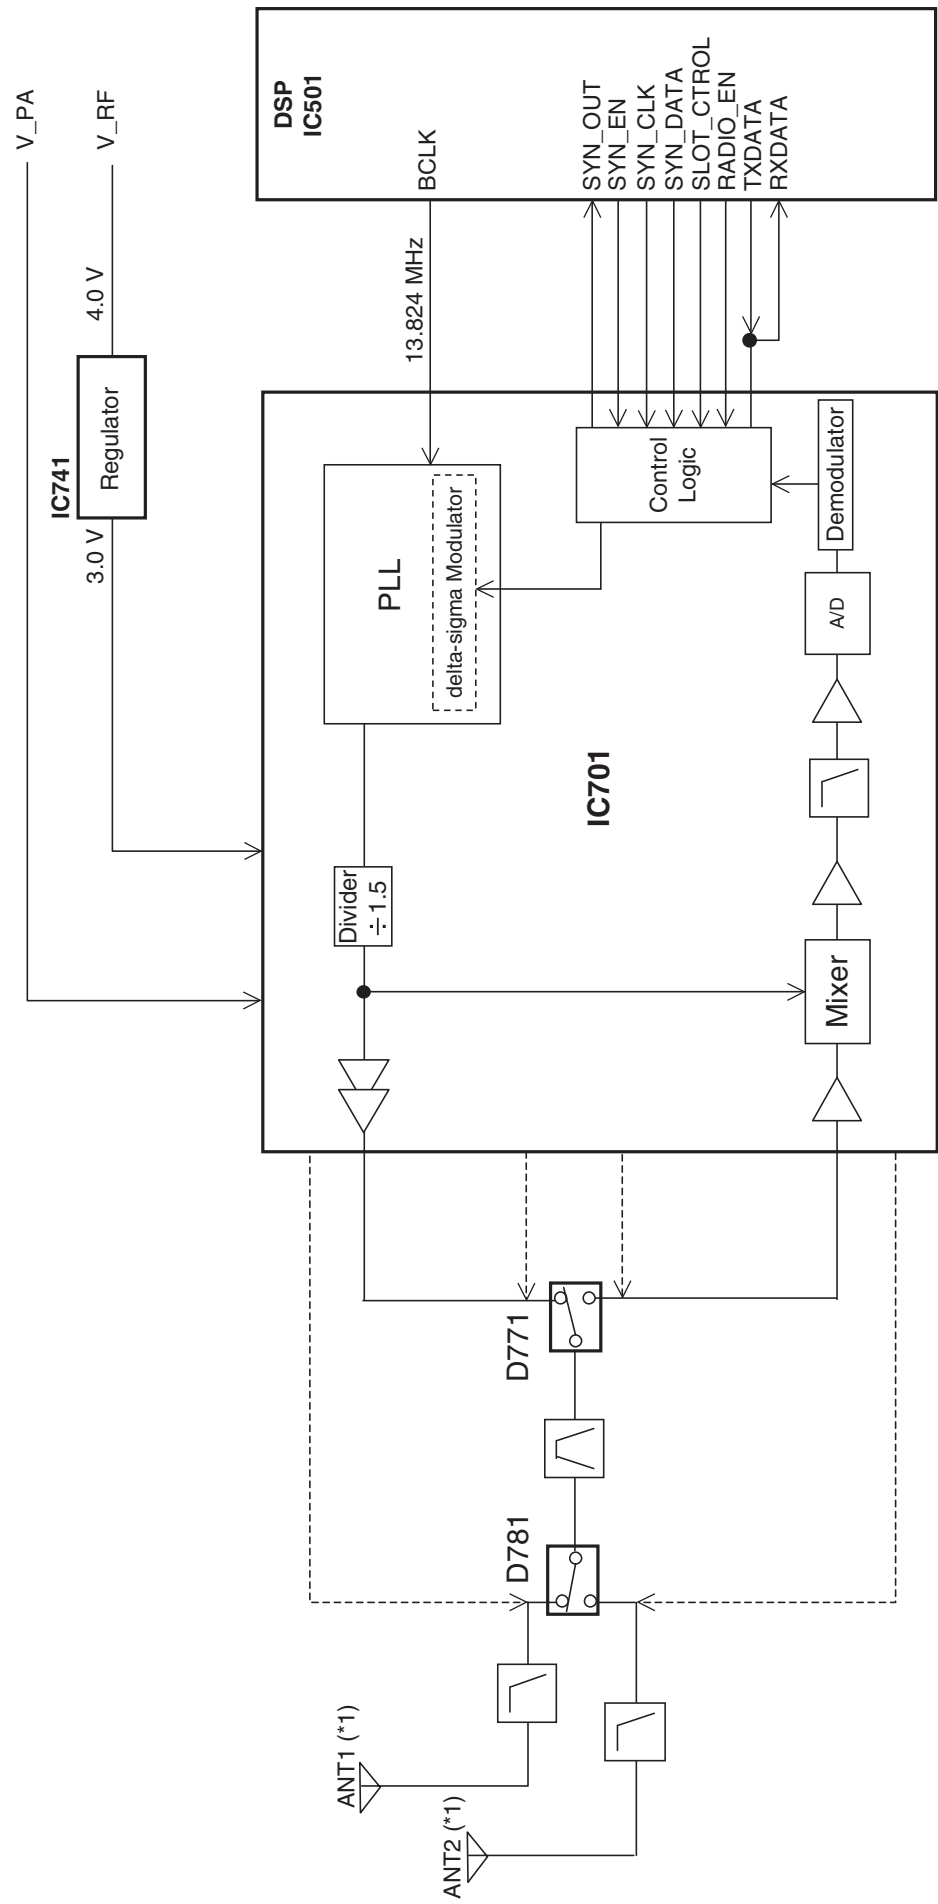 V_PA
V_RF
4.0 V
IC741
Regulator
3.0 V
DSP
IC501
BCLK
SYN_OUT
SYN_EN
SYN_CLK
SYN_DATA
SLOT_CTROL
RADIO_EN
TXDATA
RXDATA
13.824 MHz
PLL
delta-sigma Modulator
Control
Logic
Demodulator
A/D
IC701
Divider
÷1.5
Mixer
D771
D781
ANT1 (*1)
ANT2 (*1)